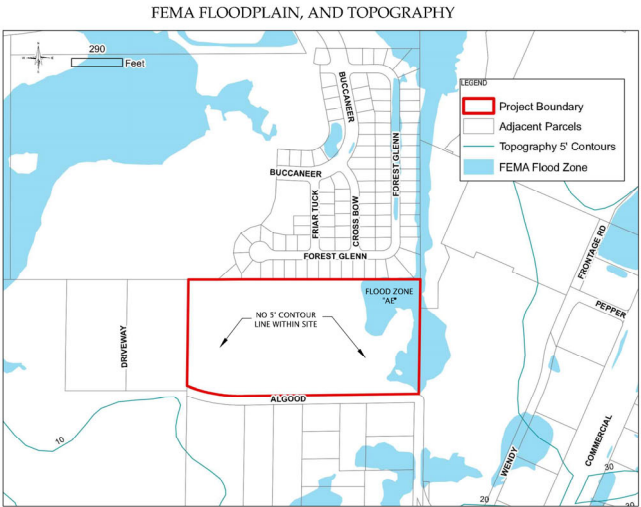 FEMA FLOODPLAIN, AND TOPOGRAPHY
290
Feet
LEGEND
Project Boundary
Adjacent Parcels
Topography 5' Contours
FEMA Flood Zone
BUCCANEER
BUCCANEER
FRIAR TUCK
CROSS BOW
FOREST GLENN
FOREST GLENN
FRONTAGE RD
PEPPER
FLOOD ZONE
"AE"
NO 5' CONTOUR
LINE WITHIN SITE
DRIVEWAY
ALGOOD
10
WENDY
COMMERCIAL
20
30